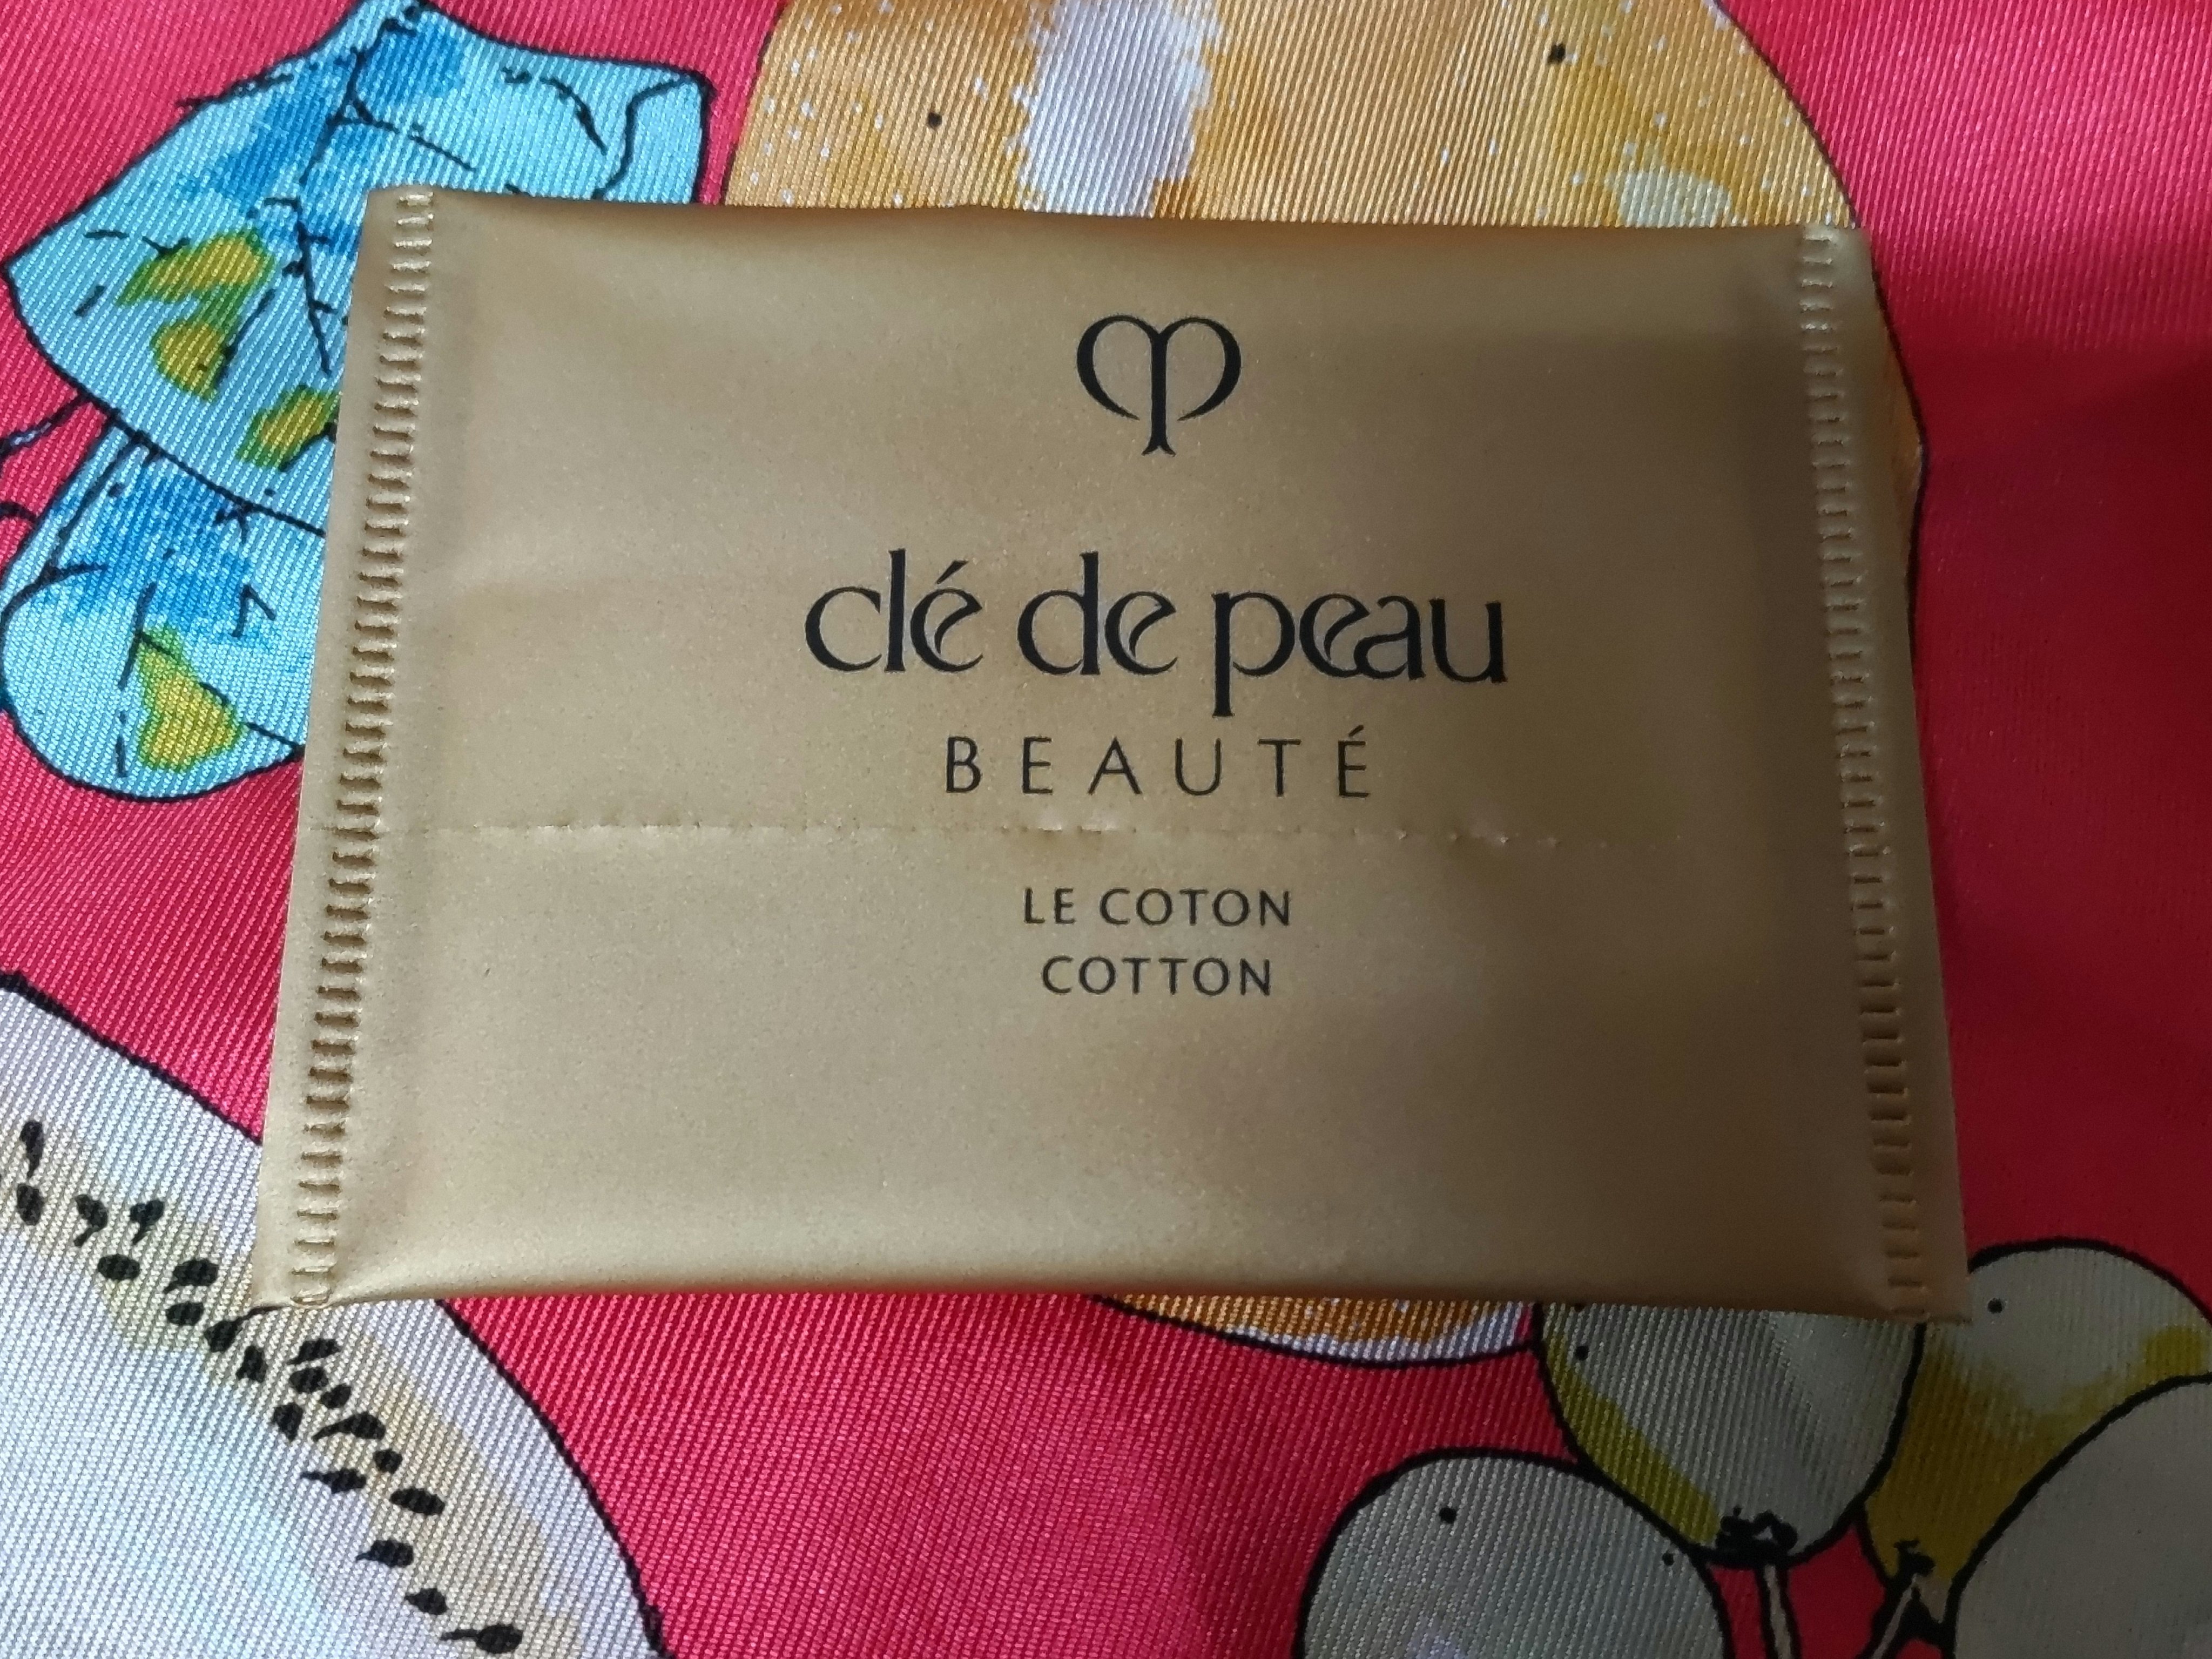 clé de peau
BEAUTÉ
LE COTON
COTTON